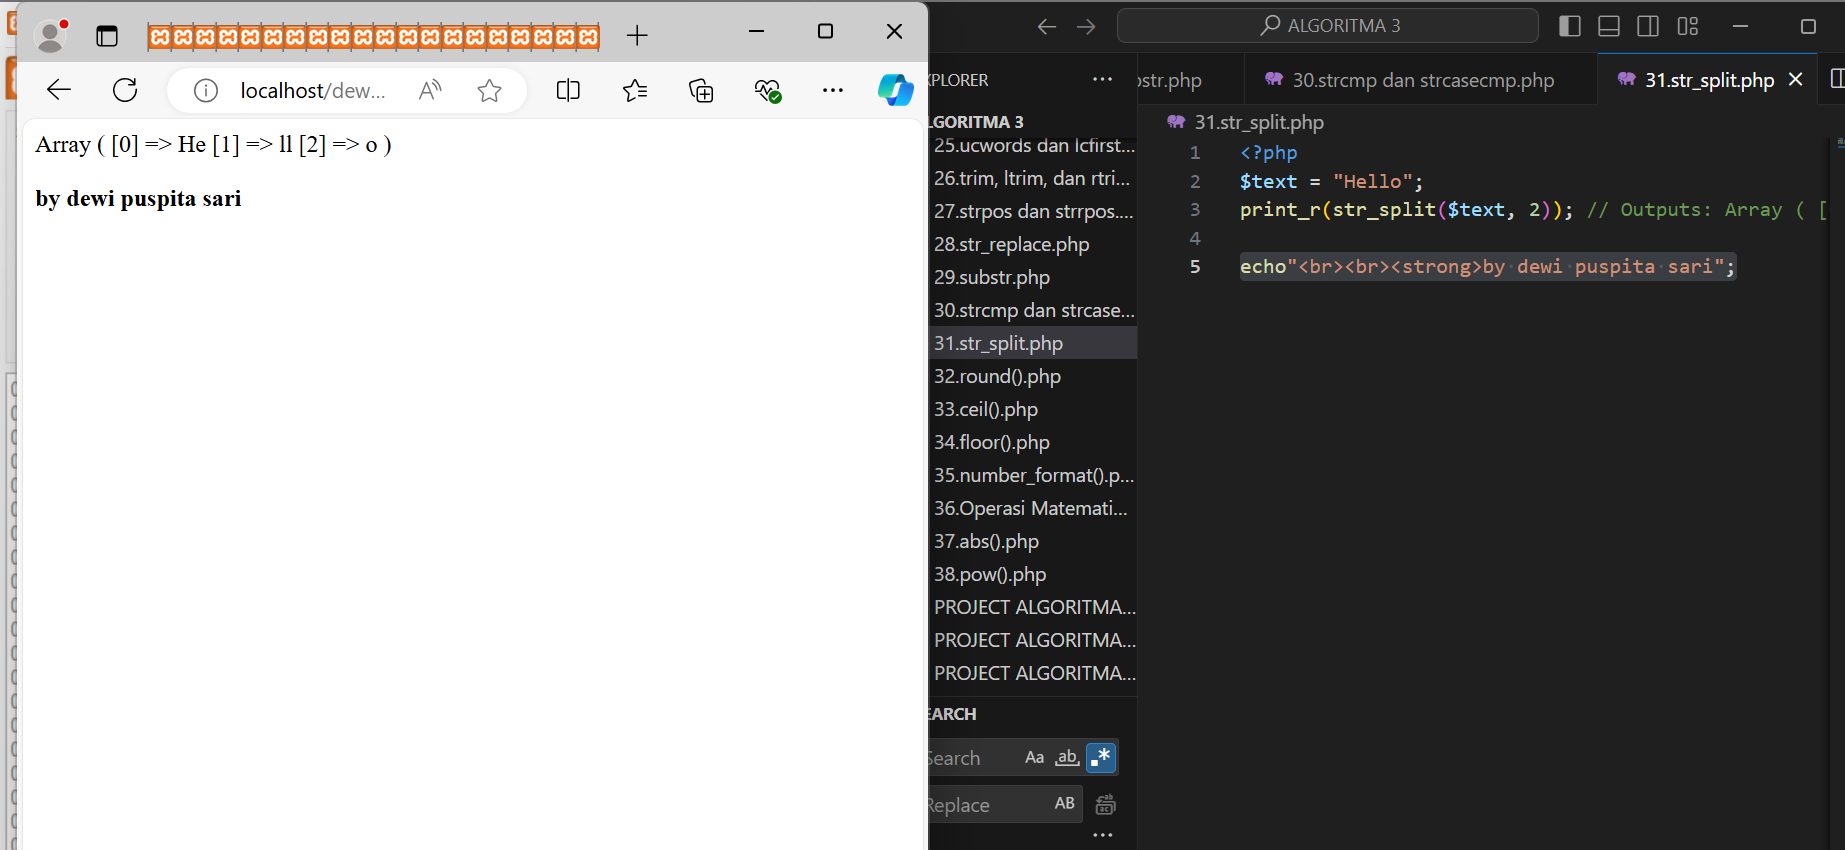 localhost/dew...
Array ( [0] => He [1] => ll [2] => o )
by dewi puspita sari
ALGORITMA 3
XPLORER
LGORITMA 3
25.ucwords dan lcfirst...
26.trim, ltrim, dan rtri...
27.strpos dan strrpos....
28.str_replace.php
29.substr.php
30.strcmp dan strcase...
31.str_split.php
32.round().php
33.ceil().php
34.floor().php
35.number_format().p...
36.Operasi Matemati...
37.abs().php
38.pow().php
PROJECT ALGORITMA...
PROJECT ALGORITMA...
PROJECT ALGORITMA...
EARCH
Search
Aa
ab
Replace
AB
bstr.php
30.strcmp dan strcasecmp.php
31.str_split.php
31.str_split.php
1 <?php
2 $text = "Hello";
3 print_r(str_split($text, 2)); // Outputs: Array ( [
4
5 echo"<br><br><strong>by dewi puspita sari";